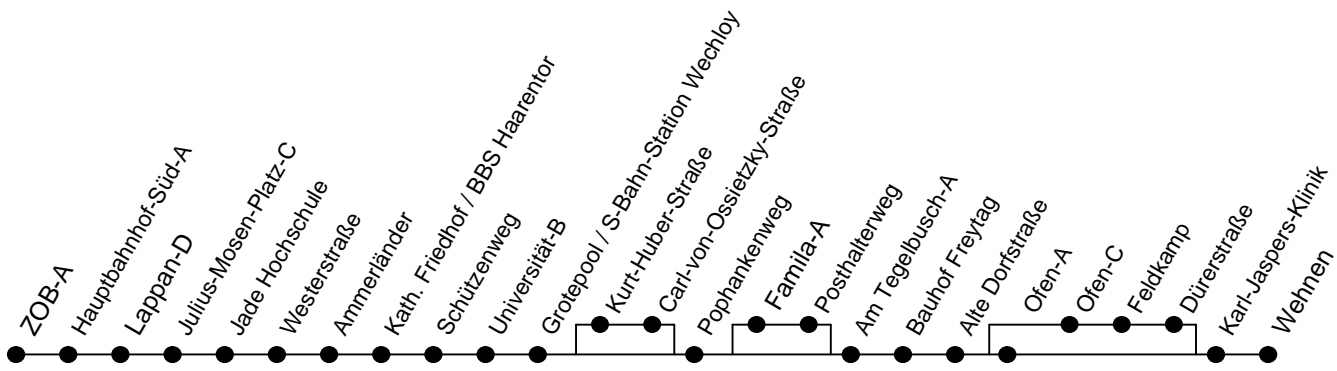 ZOB-A
Hauptbahnhof-Süd-A
Lappan-D
Julius-Mosen-Platz-C
Jade Hochschule
Westerstraße
Ammerländer
Kath. Friedhof / BBS Haarentor
Schützenweg
Universität-B
Grotepool / S-Bahn-Station Wechloy
Kurt-Huber-Straße
Carl-von-Ossietzky-Straße
Pophankenweg
Famila-A
Posthalterweg
Am Tegelbusch-A
Bauhof Freytag
Alte Dorfstraße
Ofen-A
Ofen-C
Feldkamp
Dürerstraße
Karl-Jaspers-Klinik
Wehnen